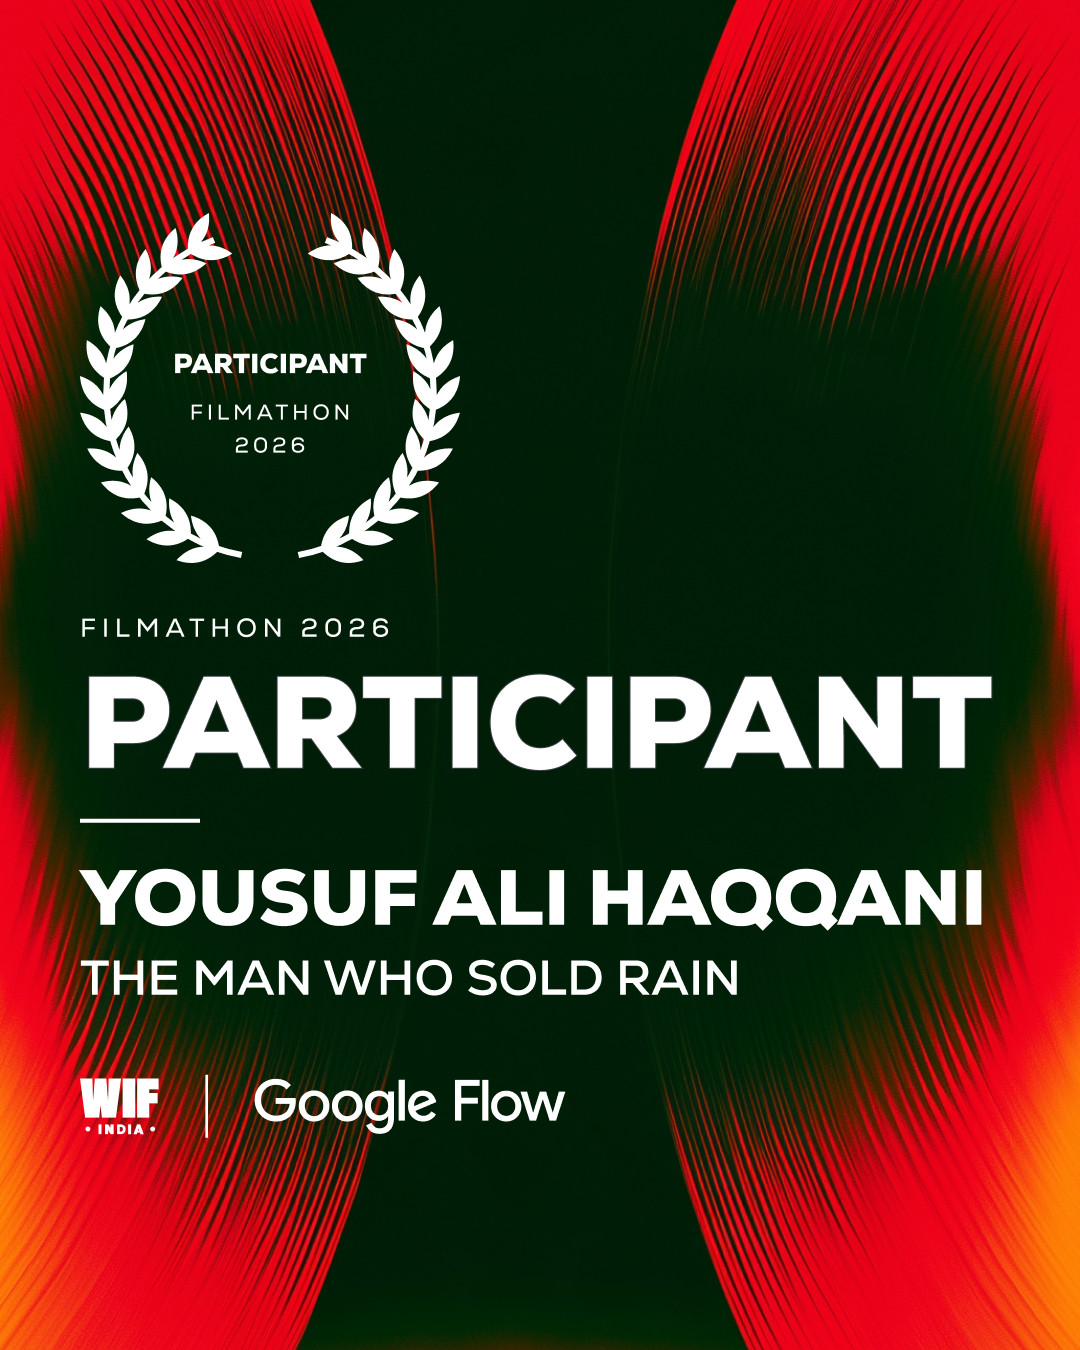 PARTICIPANT
FILMATHON
2026
FILMATHON 2026
PARTICIPANT
YOUSUF ALI HAQQANI
THE MAN WHO SOLD RAIN
WIF
• INDIA •
Google Flow